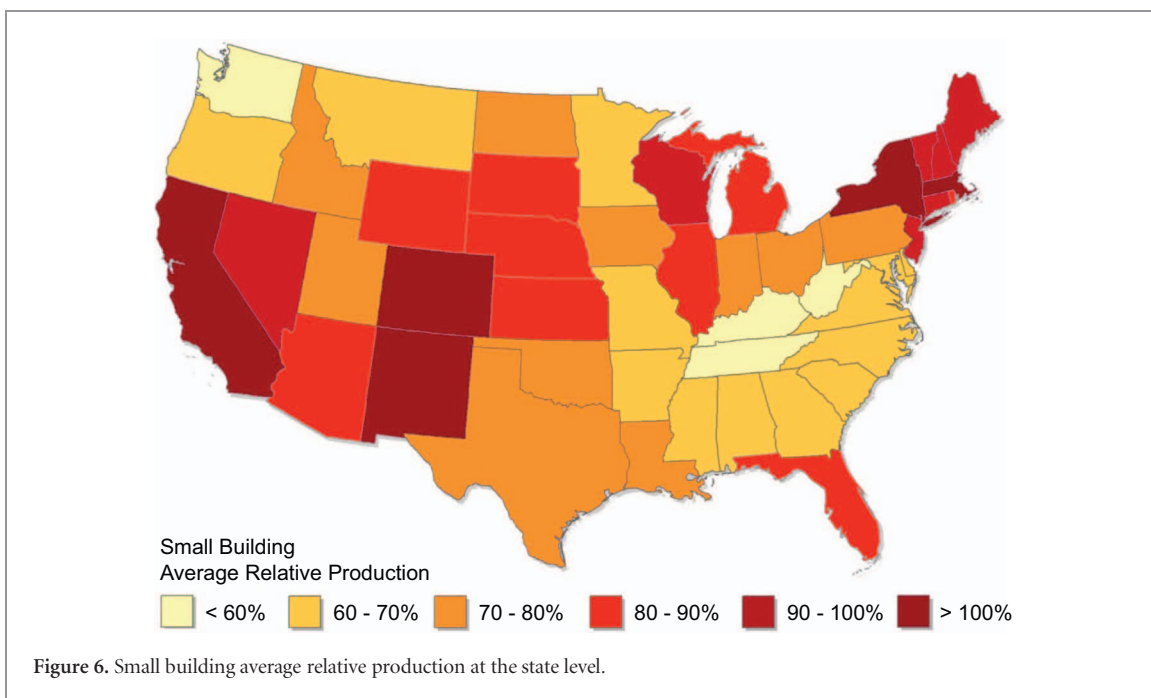 Small Building
Average Relative Production
< 60% 60 - 70% 70 - 80% 80 - 90% 90 - 100% > 100%
Figure 6. Small building average relative production at the state level.